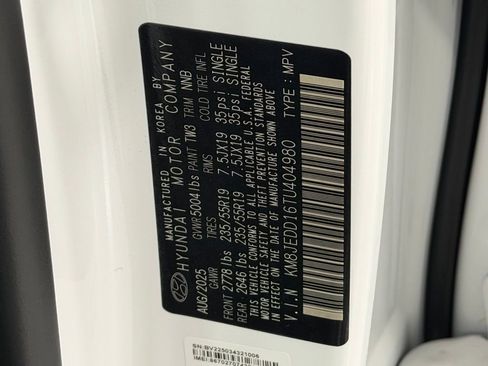 MANUFACTURED IN KOREA, BY
HYUNDAI MOTOR COMPANY
AUG/2025 GVWR 5004 lbs PAINT TW3 TRIM NNB
GAWR TIRES RIMS COLD TIRE INFL
FRONT 2778 lbs 235/55R19 7.5JX19 35psi SINGLE
REAR 2646 lbs 235/55R19 7.5JX19 35psi SINGLE
THIS VEHICLE CONFORMS TO ALL APPLICABLE U.S.A. FEDERAL
MOTOR VEHICLE SAFETY, BUMPER, AND THEFT PREVENTION STANDARDS
IN EFFECT ON THE DATE OF MANUFACTURE SHOWN ABOVE
V.I.N KM8JEDD16TU404980 TYPE : MPV
SN:BV225034321006